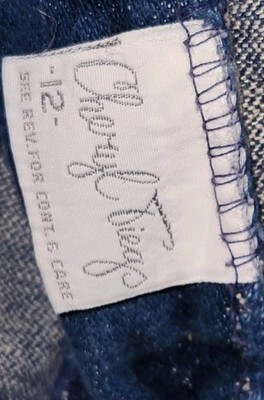 Cheryl Tiegs
-12-
SEE REV. FOR CONT. & CARE